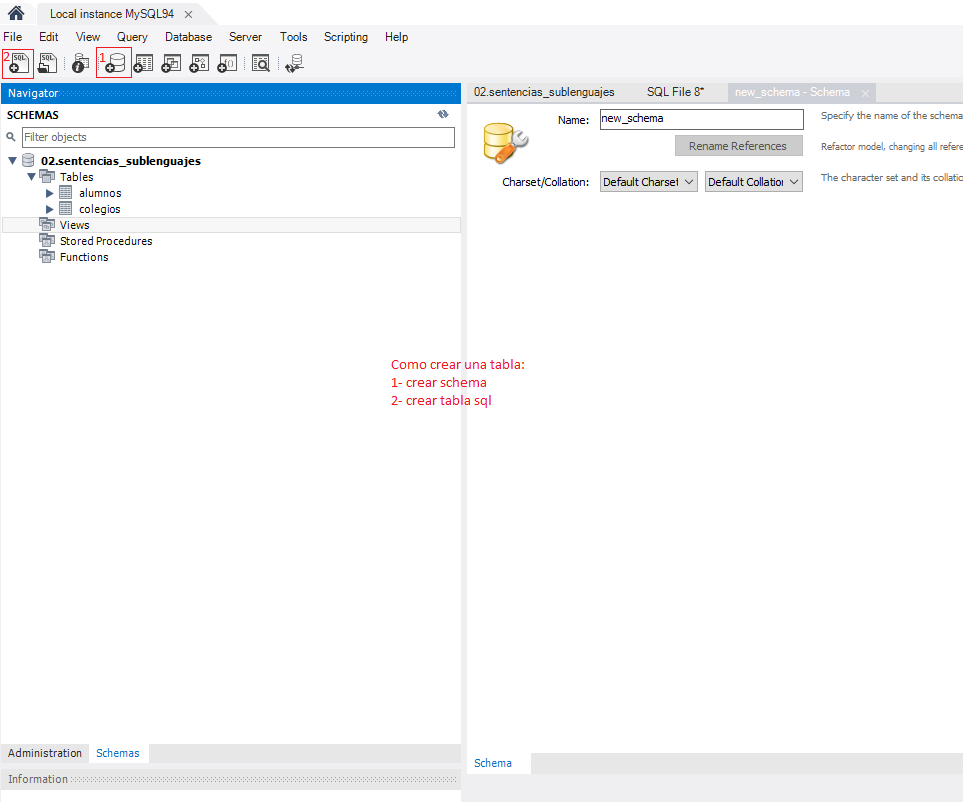 Local instance MySQL94
File Edit View Query Database Server Tools Scripting Help
2 SQL SQL 1
Navigator
SCHEMAS
Filter objects
02.sentencias_sublenguajes
Tables
alumnos
colegios
Views
Stored Procedures
Functions
02.sentencias_sublenguajes SQL File 8* new_schema - Schema
Name: new_schema Specify the name of the schema
Rename References Refactor model, changing all refere
Charset/Collation: Default Charset Default Collation The character set and its collatio
Como crear una tabla:
1- crear schema
2- crear tabla sql
Administration Schemas
Schema
Information